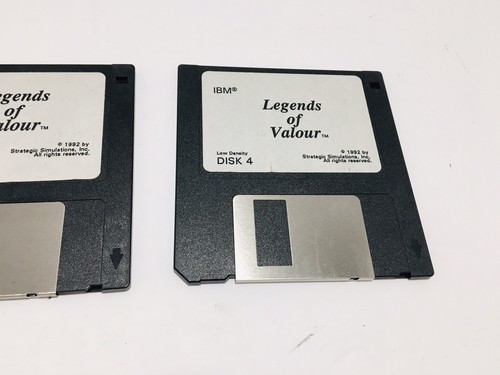 egends
of
alour™
© 1992 by
Strategic Simulations, Inc.
All rights reserved.
IBM®
Legends
of
Valour™
Low Density
DISK 4
© 1992 by
Strategic Simulations, Inc.
All rights reserved.